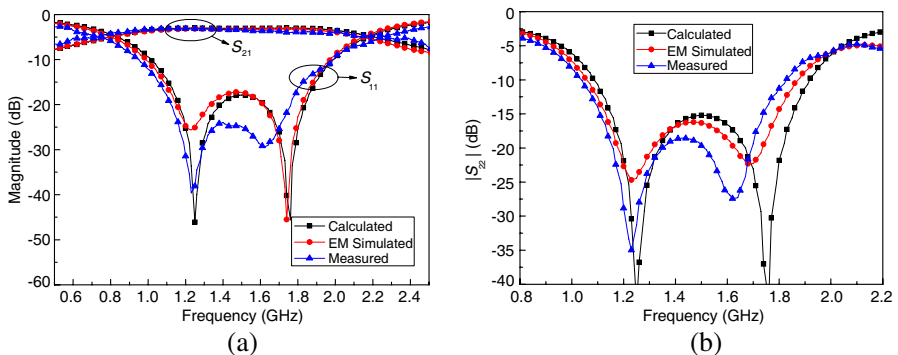 0
-10
-20
-30
-40
-50
-60
Magnitude (dB)
S21
S11
Calculated
EM Simulated
Measured
0.6 0.8 1.0 1.2 1.4 1.6 1.8 2.0 2.2 2.4
Frequency (GHz)
(a)
0
-5
-10
-15
-20
-25
-30
-35
-40
|S22| (dB)
Calculated
EM Simulated
Measured
0.8 1.0 1.2 1.4 1.6 1.8 2.0 2.2
Frequency (GHz)
(b)